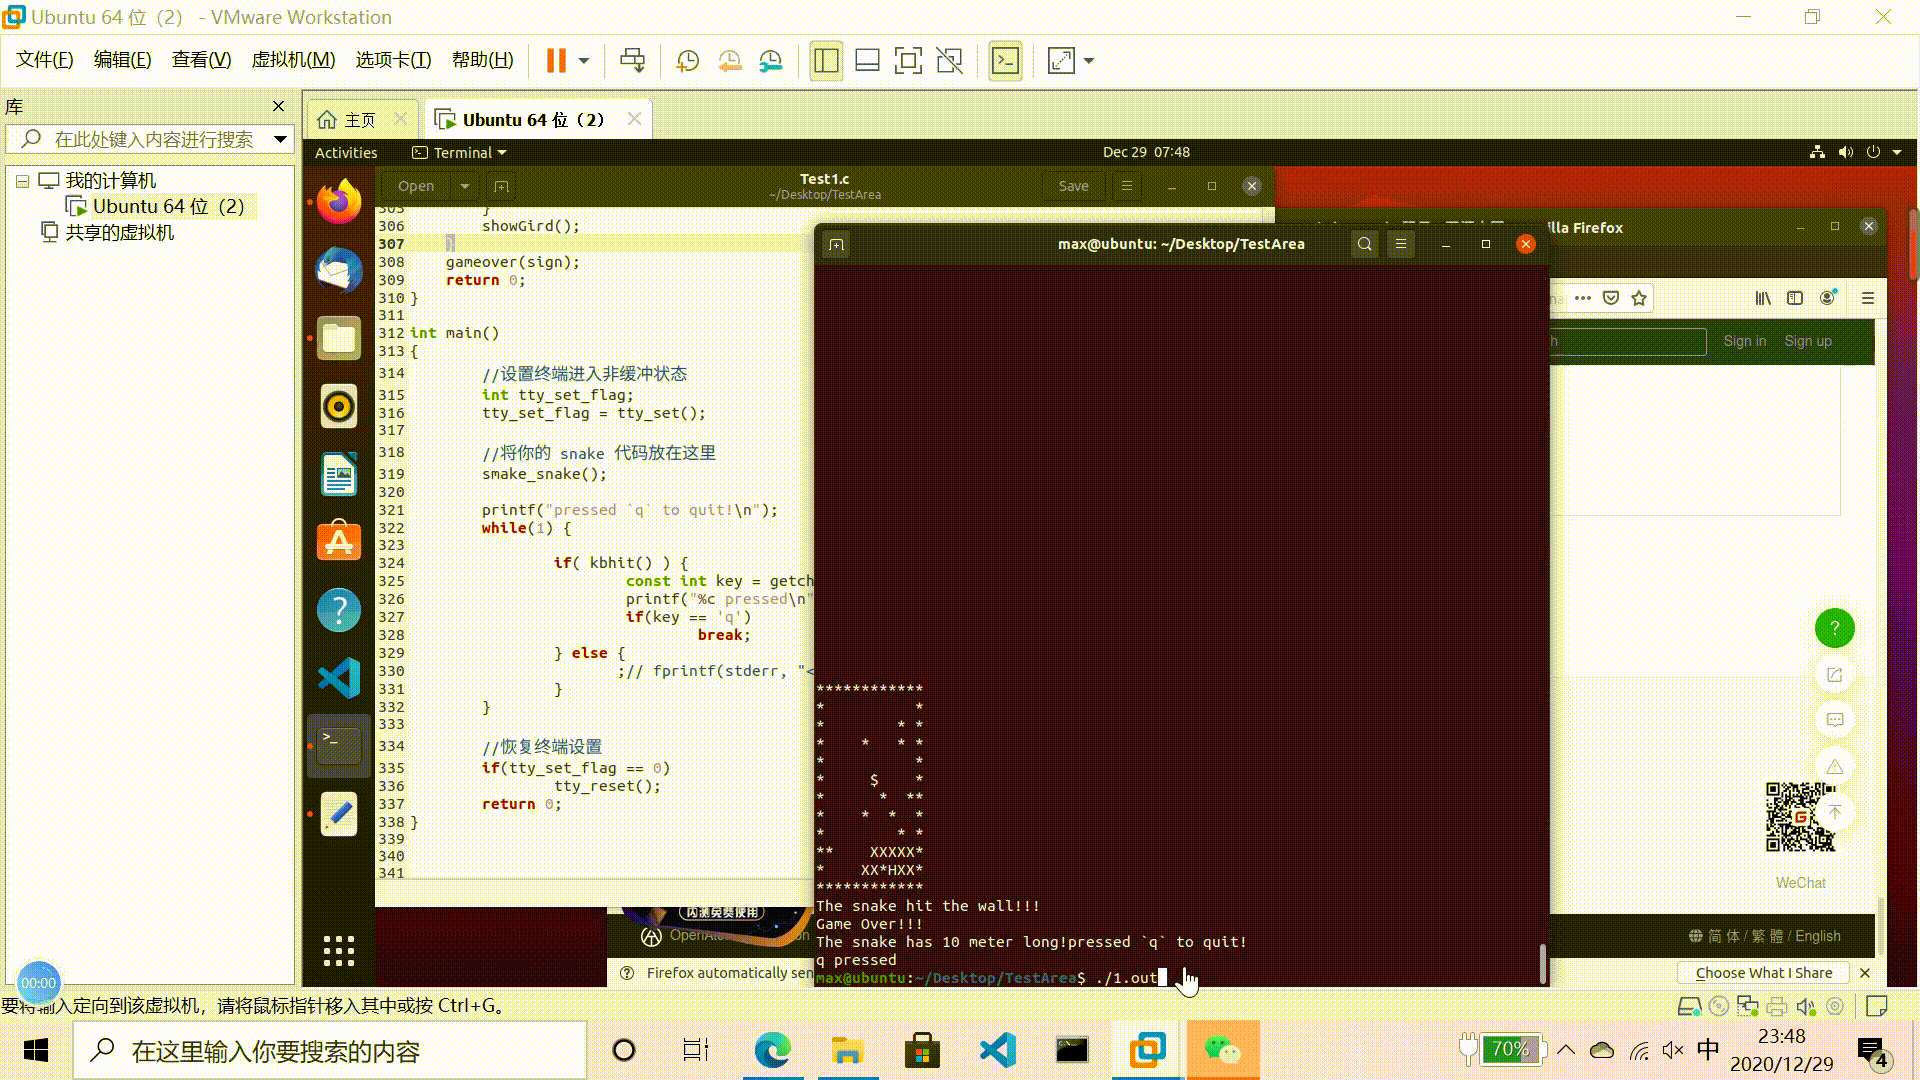 Ubuntu 64 位（2） - VMware Workstation
文件(F) 编辑(E) 查看(V) 虚拟机(M) 选项卡(T) 帮助(H)
库
在此处键入内容进行搜索
我的计算机
Ubuntu 64 位（2）
共享的虚拟机
主页
Ubuntu 64 位（2）
Activities
Terminal
Dec 29 07:48
Open
Test1.c
~/Desktop/TestArea
Save
305 }
306 showGird();
307 }
308 gameover(sign);
309 return 0;
310 }
311
312 int main()
313 {
314 //设置终端进入非缓冲状态
315 int tty_set_flag;
316 tty_set_flag = tty_set();
317
318 //将你的 snake 代码放在这里
319 smake_snake();
320
321 printf("pressed `q` to quit!\n");
322 while(1) {
323
324 if( kbhit() ) {
325 const int key = getch
326 printf("%c pressed\n"
327 if(key == 'q')
328 break;
329 } else {
330 ;// fprintf(stderr, "<
331 }
332 }
333
334 //恢复终端设置
335 if(tty_set_flag == 0)
336 tty_reset();
337 return 0;
338 }
339
340
341
max@ubuntu: ~/Desktop/TestArea
************
*          *
*        * *
*    *   * *
*          *
*     $    *
*      *  **
*    *  *  *
*        * *
**    XXXXX*
*    XX*HXX*
************
The snake hit the wall!!!
Game Over!!!
The snake has 10 meter long!pressed `q` to quit!
q pressed
max@ubuntu:~/Desktop/TestArea$ ./1.out
illa Firefox
Sign in Sign up
?
G
WeChat
简 体 / 繁 體 / English
Firefox automatically sen
Choose What I Share
00:00
要将输入定向到该虚拟机，请将鼠标指针移入其中或按 Ctrl+G。
在这里输入你要搜索的内容
70%
中
23:48
2020/12/29
4